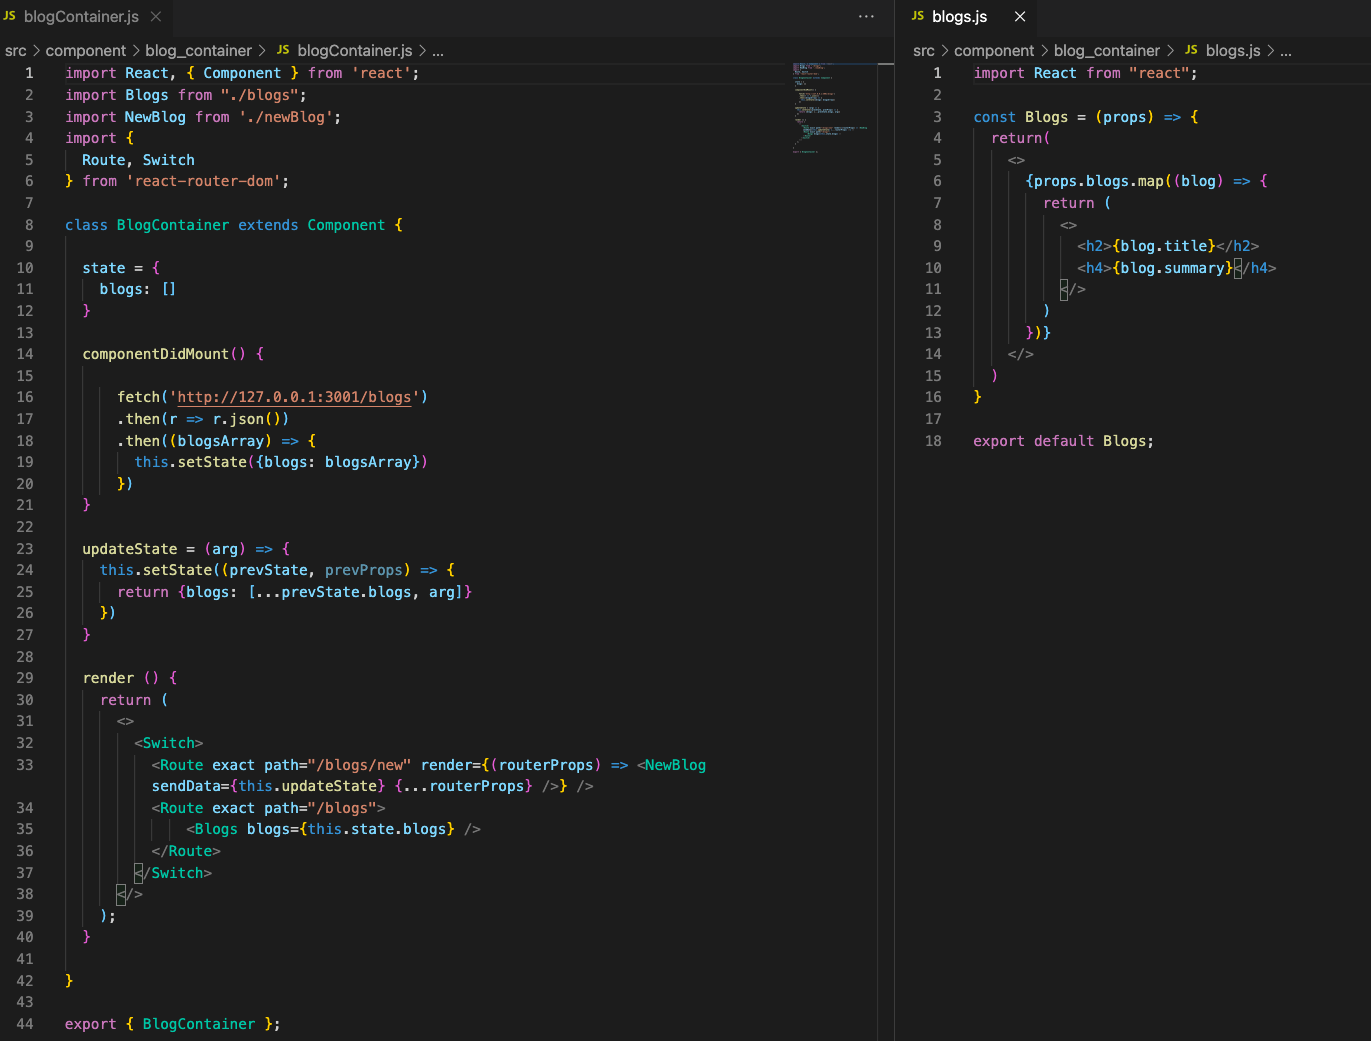 JS blogContainer.js ×
src > component > blog_container > JS blogContainer.js > ...
1 import React, { Component } from 'react';
2 import Blogs from "./blogs";
3 import NewBlog from './newBlog';
4 import {
5   Route, Switch
6 } from 'react-router-dom';
7
8 class BlogContainer extends Component {
9
10   state = {
11     blogs: []
12   }
13
14   componentDidMount() {
15
16       fetch('http://127.0.0.1:3001/blogs')
17       .then(r => r.json())
18       .then((blogsArray) => {
19         this.setState({blogs: blogsArray})
20       })
21   }
22
23   updateState = (arg) => {
24     this.setState((prevState, prevProps) => {
25       return {blogs: [...prevState.blogs, arg]}
26     })
27   }
28
29   render () {
30     return (
31       <>
32         <Switch>
33           <Route exact path="/blogs/new" render={(routerProps) => <NewBlog
sendData={this.updateState} {...routerProps} />} />
34           <Route exact path="/blogs">
35               <Blogs blogs={this.state.blogs} />
36           </Route>
37         </Switch>
38       </>
39     );
40   }
41
42 }
43
44 export { BlogContainer };
JS blogs.js ×
src > component > blog_container > JS blogs.js > ...
1 import React from "react";
2
3 const Blogs = (props) => {
4   return(
5     <>
6       {props.blogs.map((blog) => {
7         return (
8           <>
9             <h2>{blog.title}</h2>
10             <h4>{blog.summary}</h4>
11           </>
12         )
13       })}
14     </>
15   )
16 }
17
18 export default Blogs;